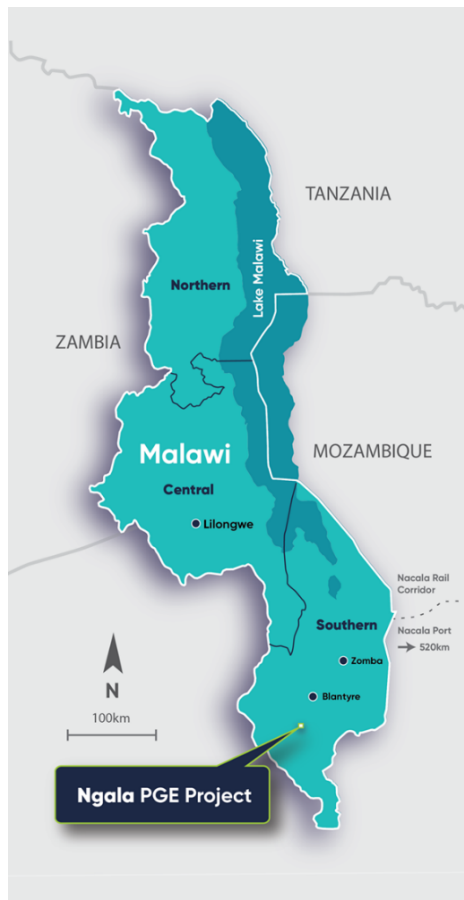 TANZANIA
Lake Malawi
Northern
ZAMBIA
Malawi
MOZAMBIQUE
Central
Lilongwe
Nacala Rail
Corridor
Southern
Nacala Port
520km
Zomba
Blantyre
N
100km
Ngala PGE Project